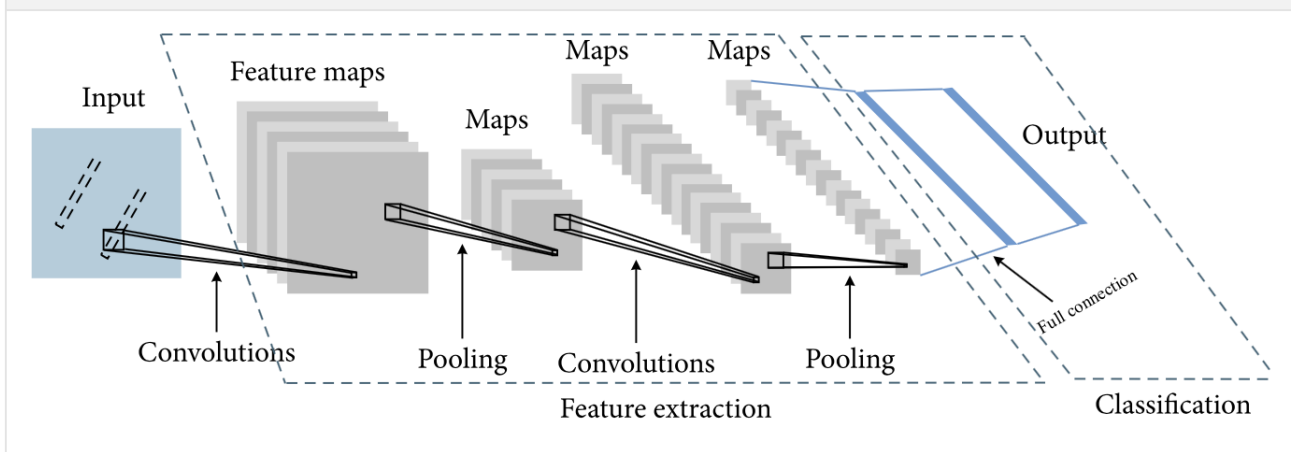 Input
Feature maps
Maps
Maps
Maps
Output
Convolutions
Pooling
Convolutions
Pooling
Full connection
Feature extraction
Classification